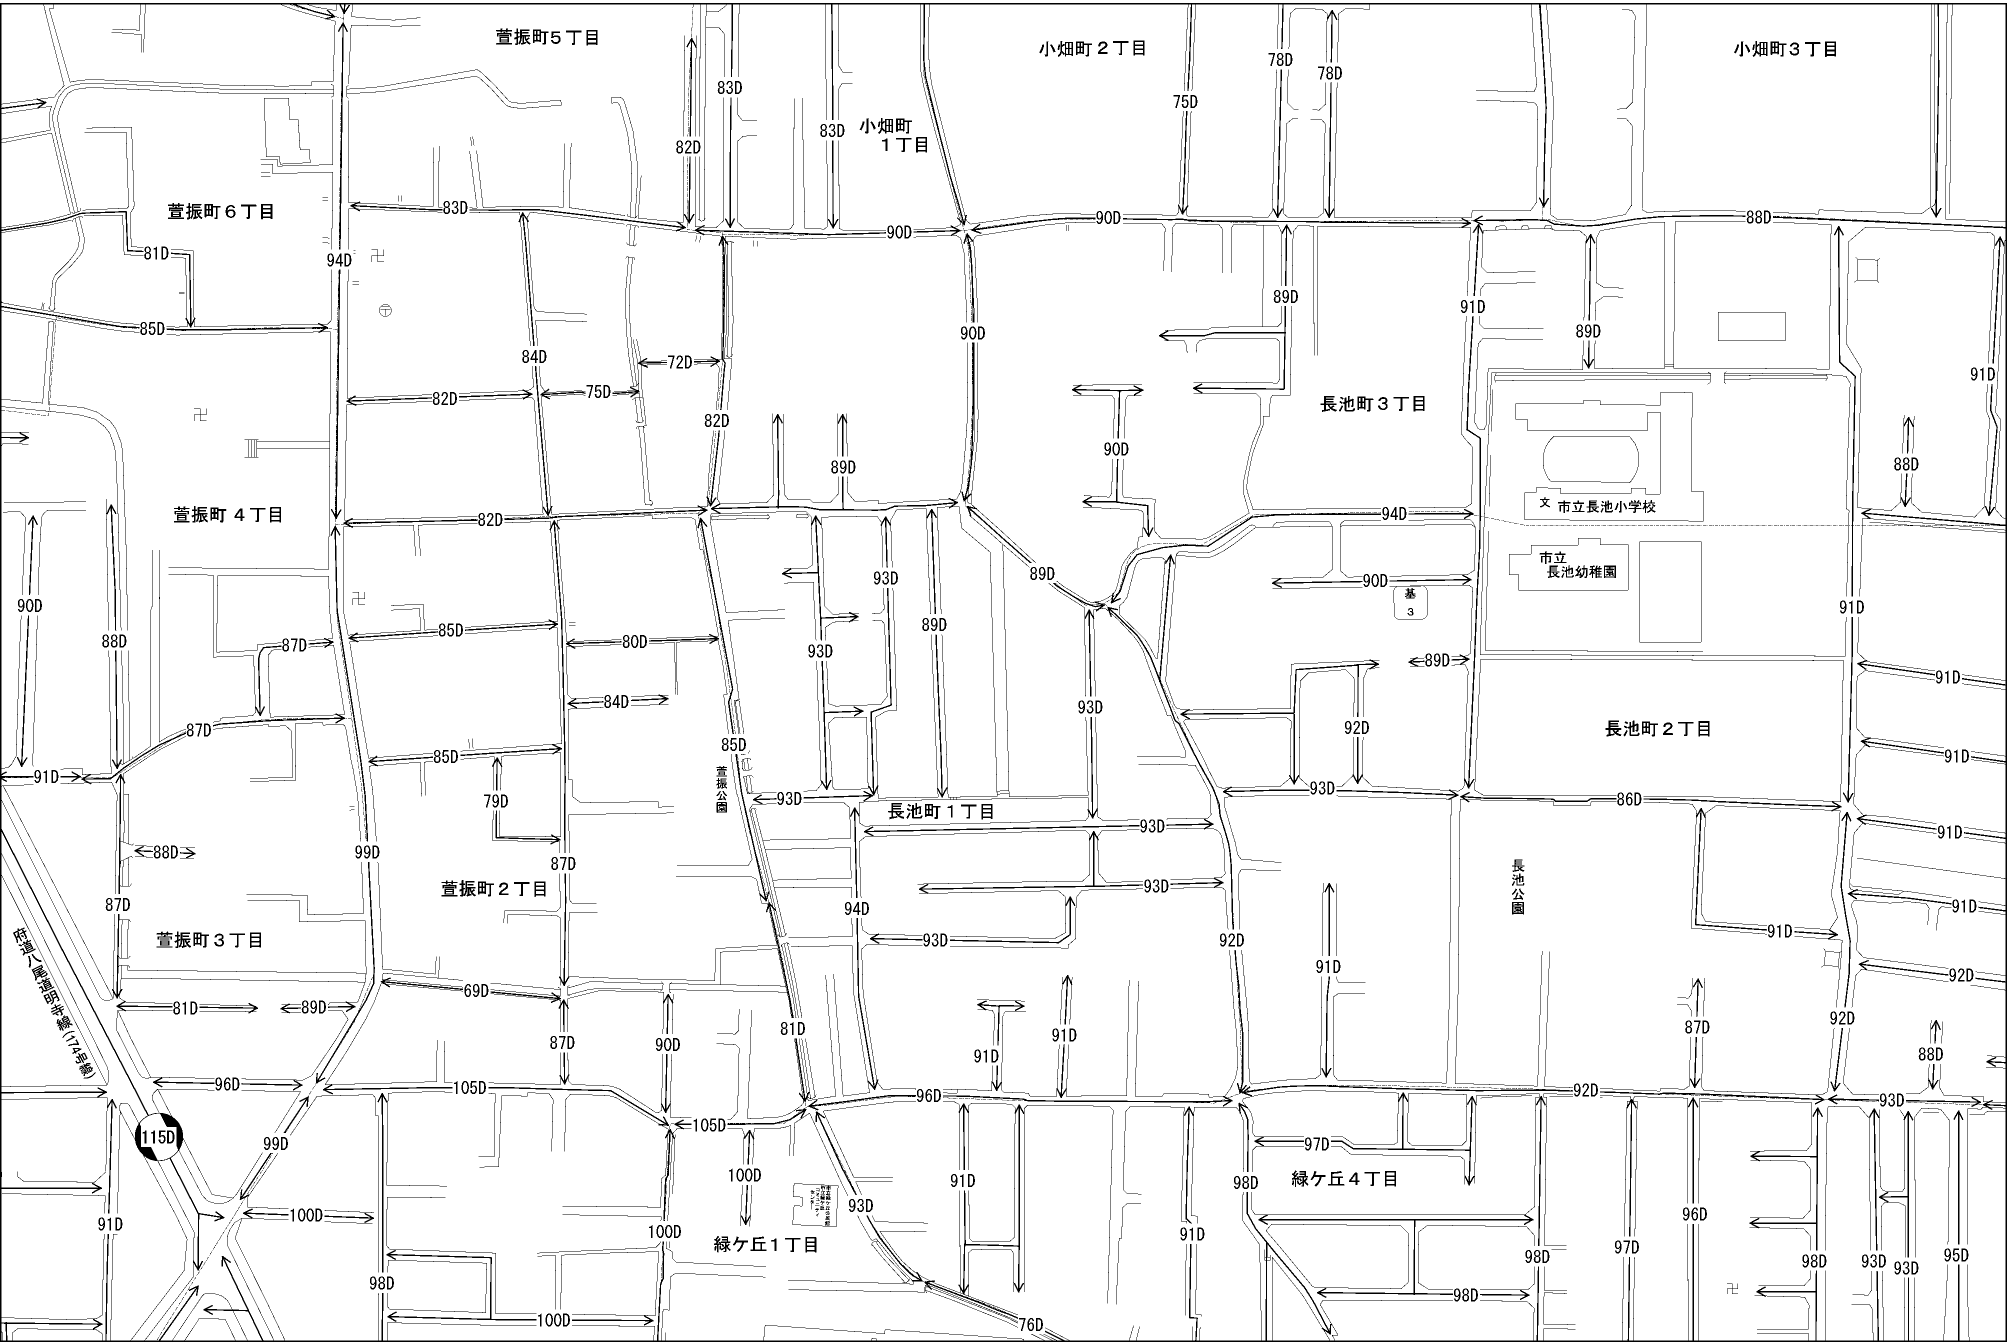 萱振町５丁目
小畑町２丁目
小畑町３丁目
78D
78D
83D
75D
小畑町
１丁目
83D
82D
萱振町６丁目
83D
90D
90D
88D
81D
94D
85D
89D
91D
89D
90D
84D
72D
75D
82D
82D
91D
長池町３丁目
90D
89D
88D
萱振町４丁目
82D
94D
文 市立長池小学校
市立
長池幼稚園
89D
93D
90D
基
3
90D
88D
85D
89D
91D
87D
80D
93D
89D
91D
84D
93D
92D
長池町２丁目
87D
85D
85D
91D
91D
萱振公園
79D
93D
93D
86D
長池町１丁目
93D
91D
99D
88D
87D
長池公園
萱振町２丁目
93D
87D
94D
91D
萱振町３丁目
93D
92D
91D
府道八尾道明寺線(174号線)
91D
92D
69D
81D
89D
81D
92D
87D
91D
87D
90D
91D
88D
96D
105D
96D
92D
93D
105D
115D
99D
97D
100D
91D
98D
緑ケ丘４丁目
93D
100D
91D
100D
91D
96D
緑ケ丘１丁目
97D
98D
98D
93D
93D
95D
98D
98D
100D
76D